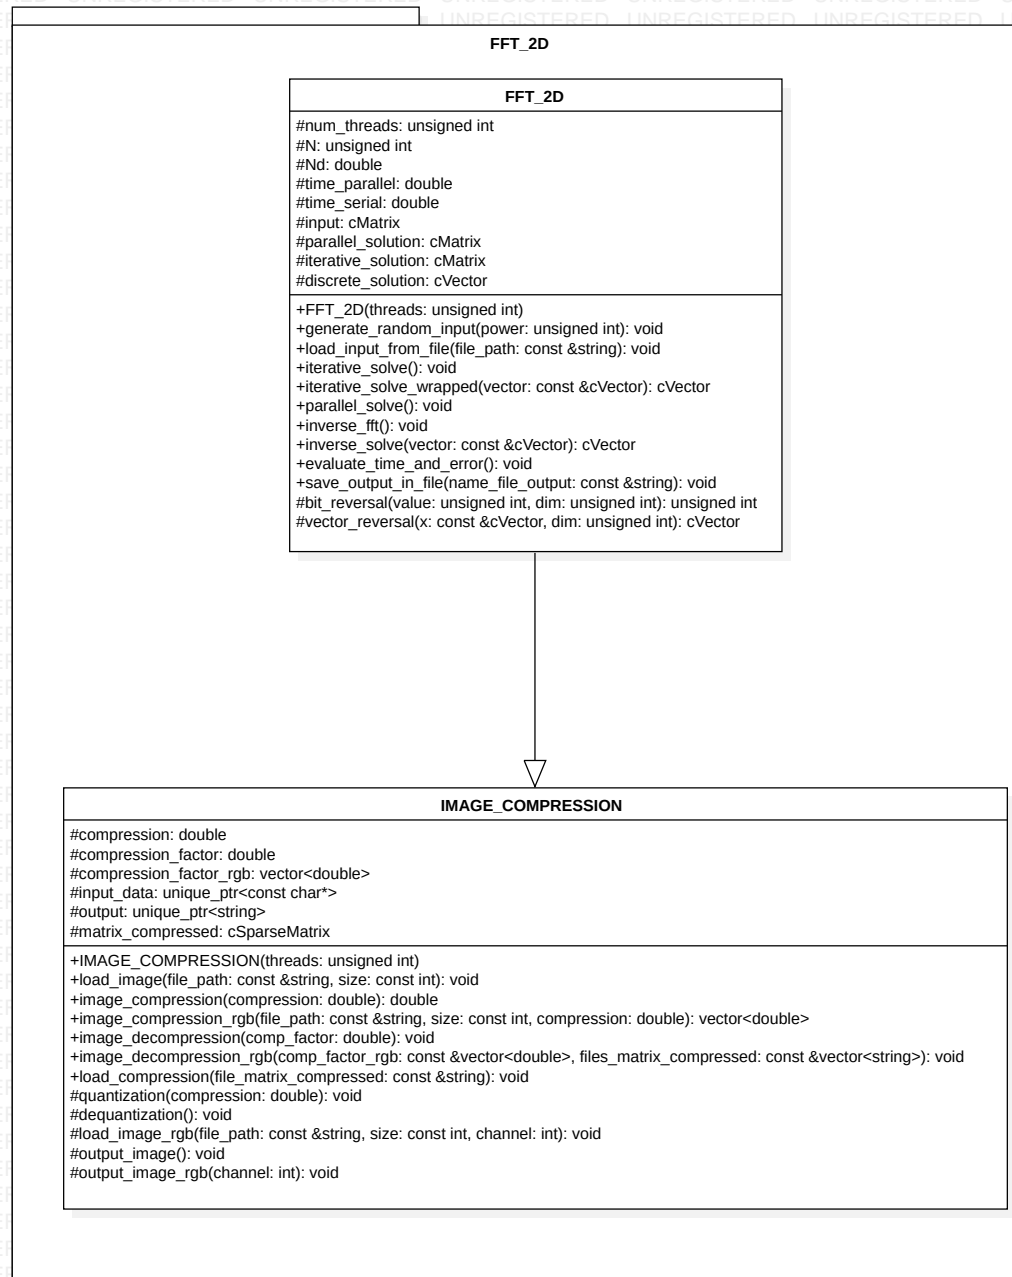 UNREGISTERED UNREGISTERED UNREGISTERED
FFT_2D
FFT_2D
#num_threads: unsigned int
#N: unsigned int
#Nd: double
#time_parallel: double
#time_serial: double
#input: cMatrix
#parallel_solution: cMatrix
#iterative_solution: cMatrix
#discrete_solution: cVector
+FFT_2D(threads: unsigned int)
+generate_random_input(power: unsigned int): void
+load_input_from_file(file_path: const &string): void
+iterative_solve(): void
+iterative_solve_wrapped(vector: const &cVector): cVector
+parallel_solve(): void
+inverse_fft(): void
+inverse_solve(vector: const &cVector): cVector
+evaluate_time_and_error(): void
+save_output_in_file(name_file_output: const &string): void
#bit_reversal(value: unsigned int, dim: unsigned int): unsigned int
#vector_reversal(x: const &cVector, dim: unsigned int): cVector
IMAGE_COMPRESSION
#compression: double
#compression_factor: double
#compression_factor_rgb: vector<double>
#input_data: unique_ptr<const char*>
#output: unique_ptr<string>
#matrix_compressed: cSparseMatrix
+IMAGE_COMPRESSION(threads: unsigned int)
+load_image(file_path: const &string, size: const int): void
+image_compression(compression: double): double
+image_compression_rgb(file_path: const &string, size: const int, compression: double): vector<double>
+image_decompression(comp_factor: double): void
+image_decompression_rgb(comp_factor_rgb: const &vector<double>, files_matrix_compressed: const &vector<string>): void
+load_compression(file_matrix_compressed: const &string): void
#quantization(compression: double): void
#dequantization(): void
#load_image_rgb(file_path: const &string, size: const int, channel: int): void
#output_image(): void
#output_image_rgb(channel: int): void